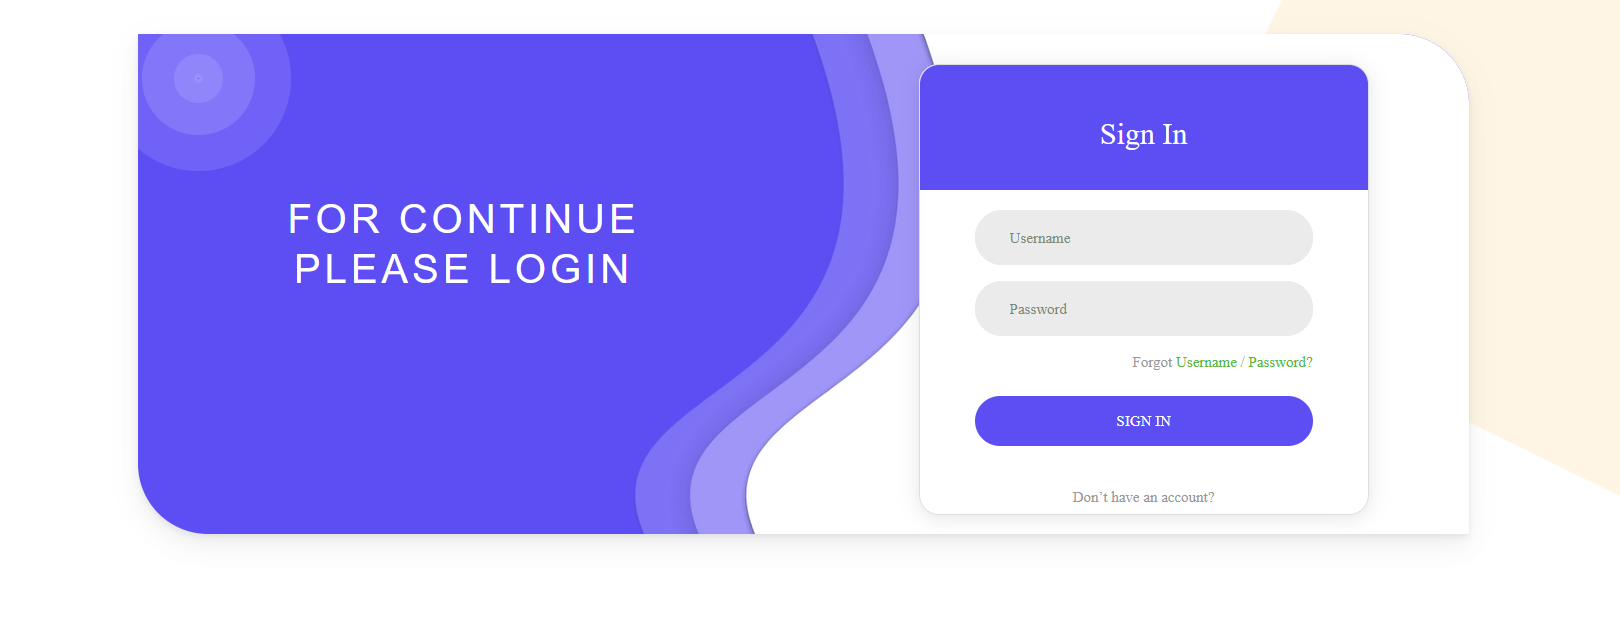 FOR CONTINUE
PLEASE LOGIN
Sign In
Username
Password
Forgot Username / Password?
SIGN IN
Don’t have an account?